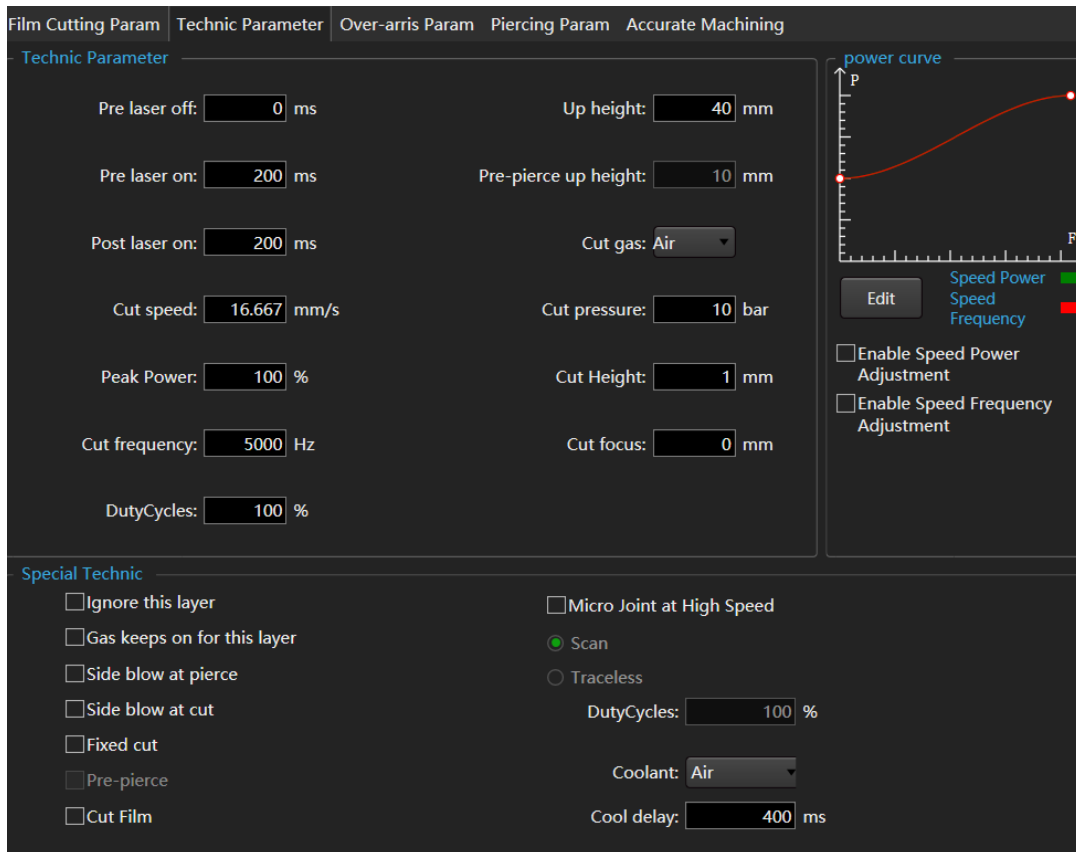 Film Cutting Param Technic Parameter Over-arris Param Piercing Param Accurate Machining
Technic Parameter
Pre laser off: 0 ms
Up height: 40 mm
Pre laser on: 200 ms
Pre-pierce up height: 10 mm
Post laser on: 200 ms
Cut gas: Air
Cut speed: 16.667 mm/s
Cut pressure: 10 bar
Peak Power: 100 %
Cut Height: 1 mm
Cut frequency: 5000 Hz
Cut focus: 0 mm
DutyCycles: 100 %
power curve
P
F
Edit
Speed Power
Speed
Frequency
Enable Speed Power
Adjustment
Enable Speed Frequency
Adjustment
Special Technic
Ignore this layer
Gas keeps on for this layer
Side blow at pierce
Side blow at cut
Fixed cut
Pre-pierce
Cut Film
Micro Joint at High Speed
Scan
Traceless
DutyCycles: 100 %
Coolant: Air
Cool delay: 400 ms